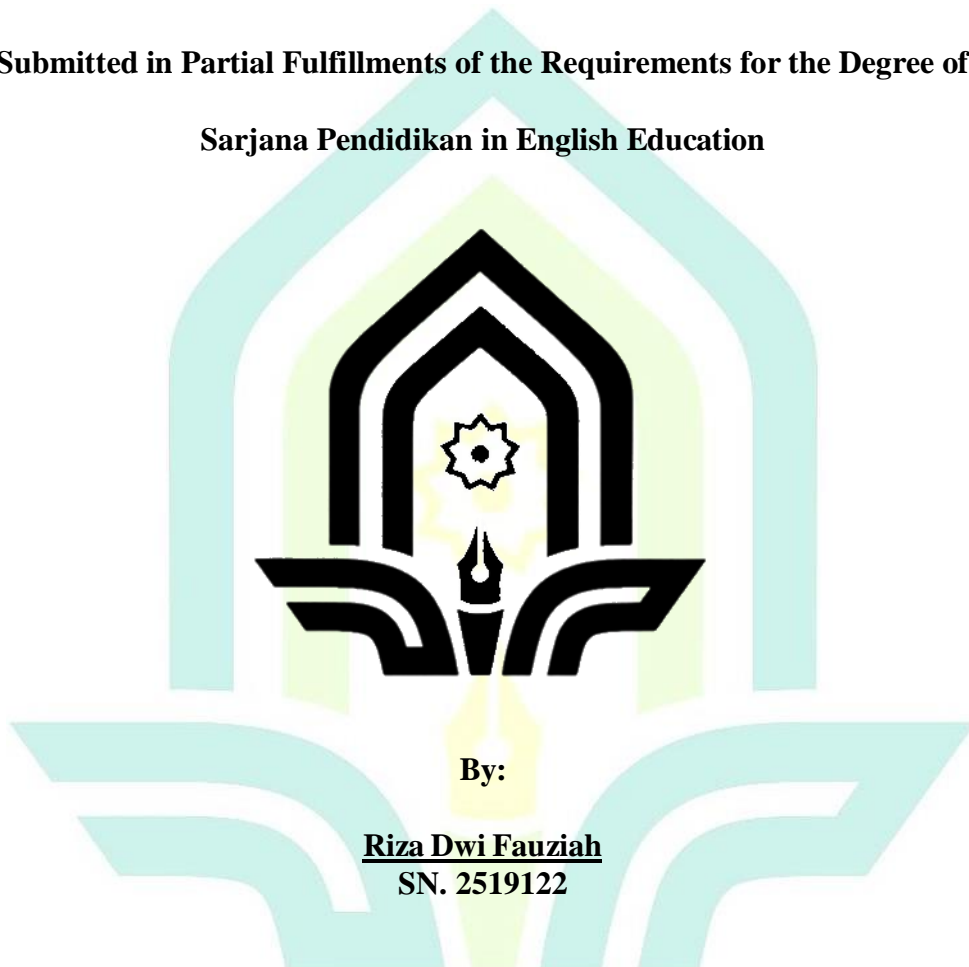 Submitted in Partial Fulfillments of the Requirements for the Degree of
Sarjana Pendidikan in English Education
By:
Riza Dwi Fauziah
SN. 2519122